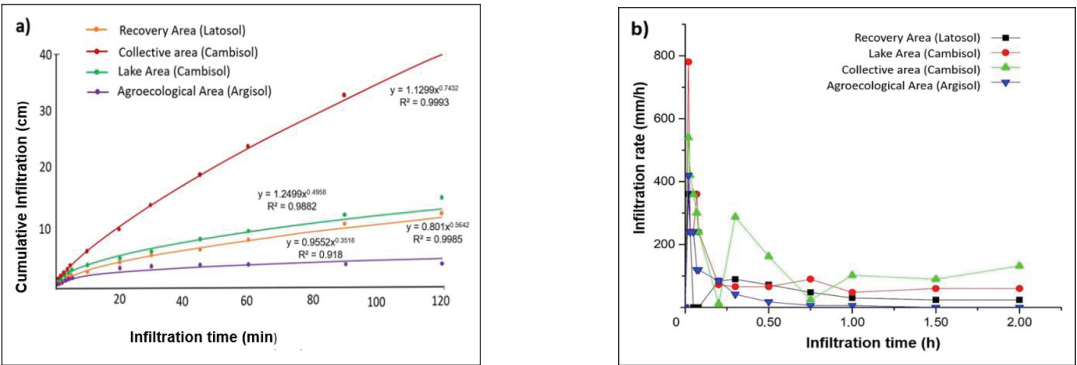 a)
Recovery Area (Latosol)
Collective area (Cambisol)
Lake Area (Cambisol)
Agroecological Area (Argisol)
Cumulative Infiltration (cm)
40
30
20
10
y = 1.1299x^0.7432
R² = 0.9993
y = 1.2499x^0.4958
R² = 0.9882
y = 0.801x^0.5642
R² = 0.9985
y = 0.9552x^0.3518
R² = 0.918
20 40 60 80 100 120
Infiltration time (min)
b)
Recovery Area (Latosol)
Lake Area (Cambisol)
Collective area (Cambisol)
Agroecological Area (Argisol)
Infiltration rate (mm/h)
800
600
400
200
0 0.50 1.00 1.50 2.00
Infiltration time (h)